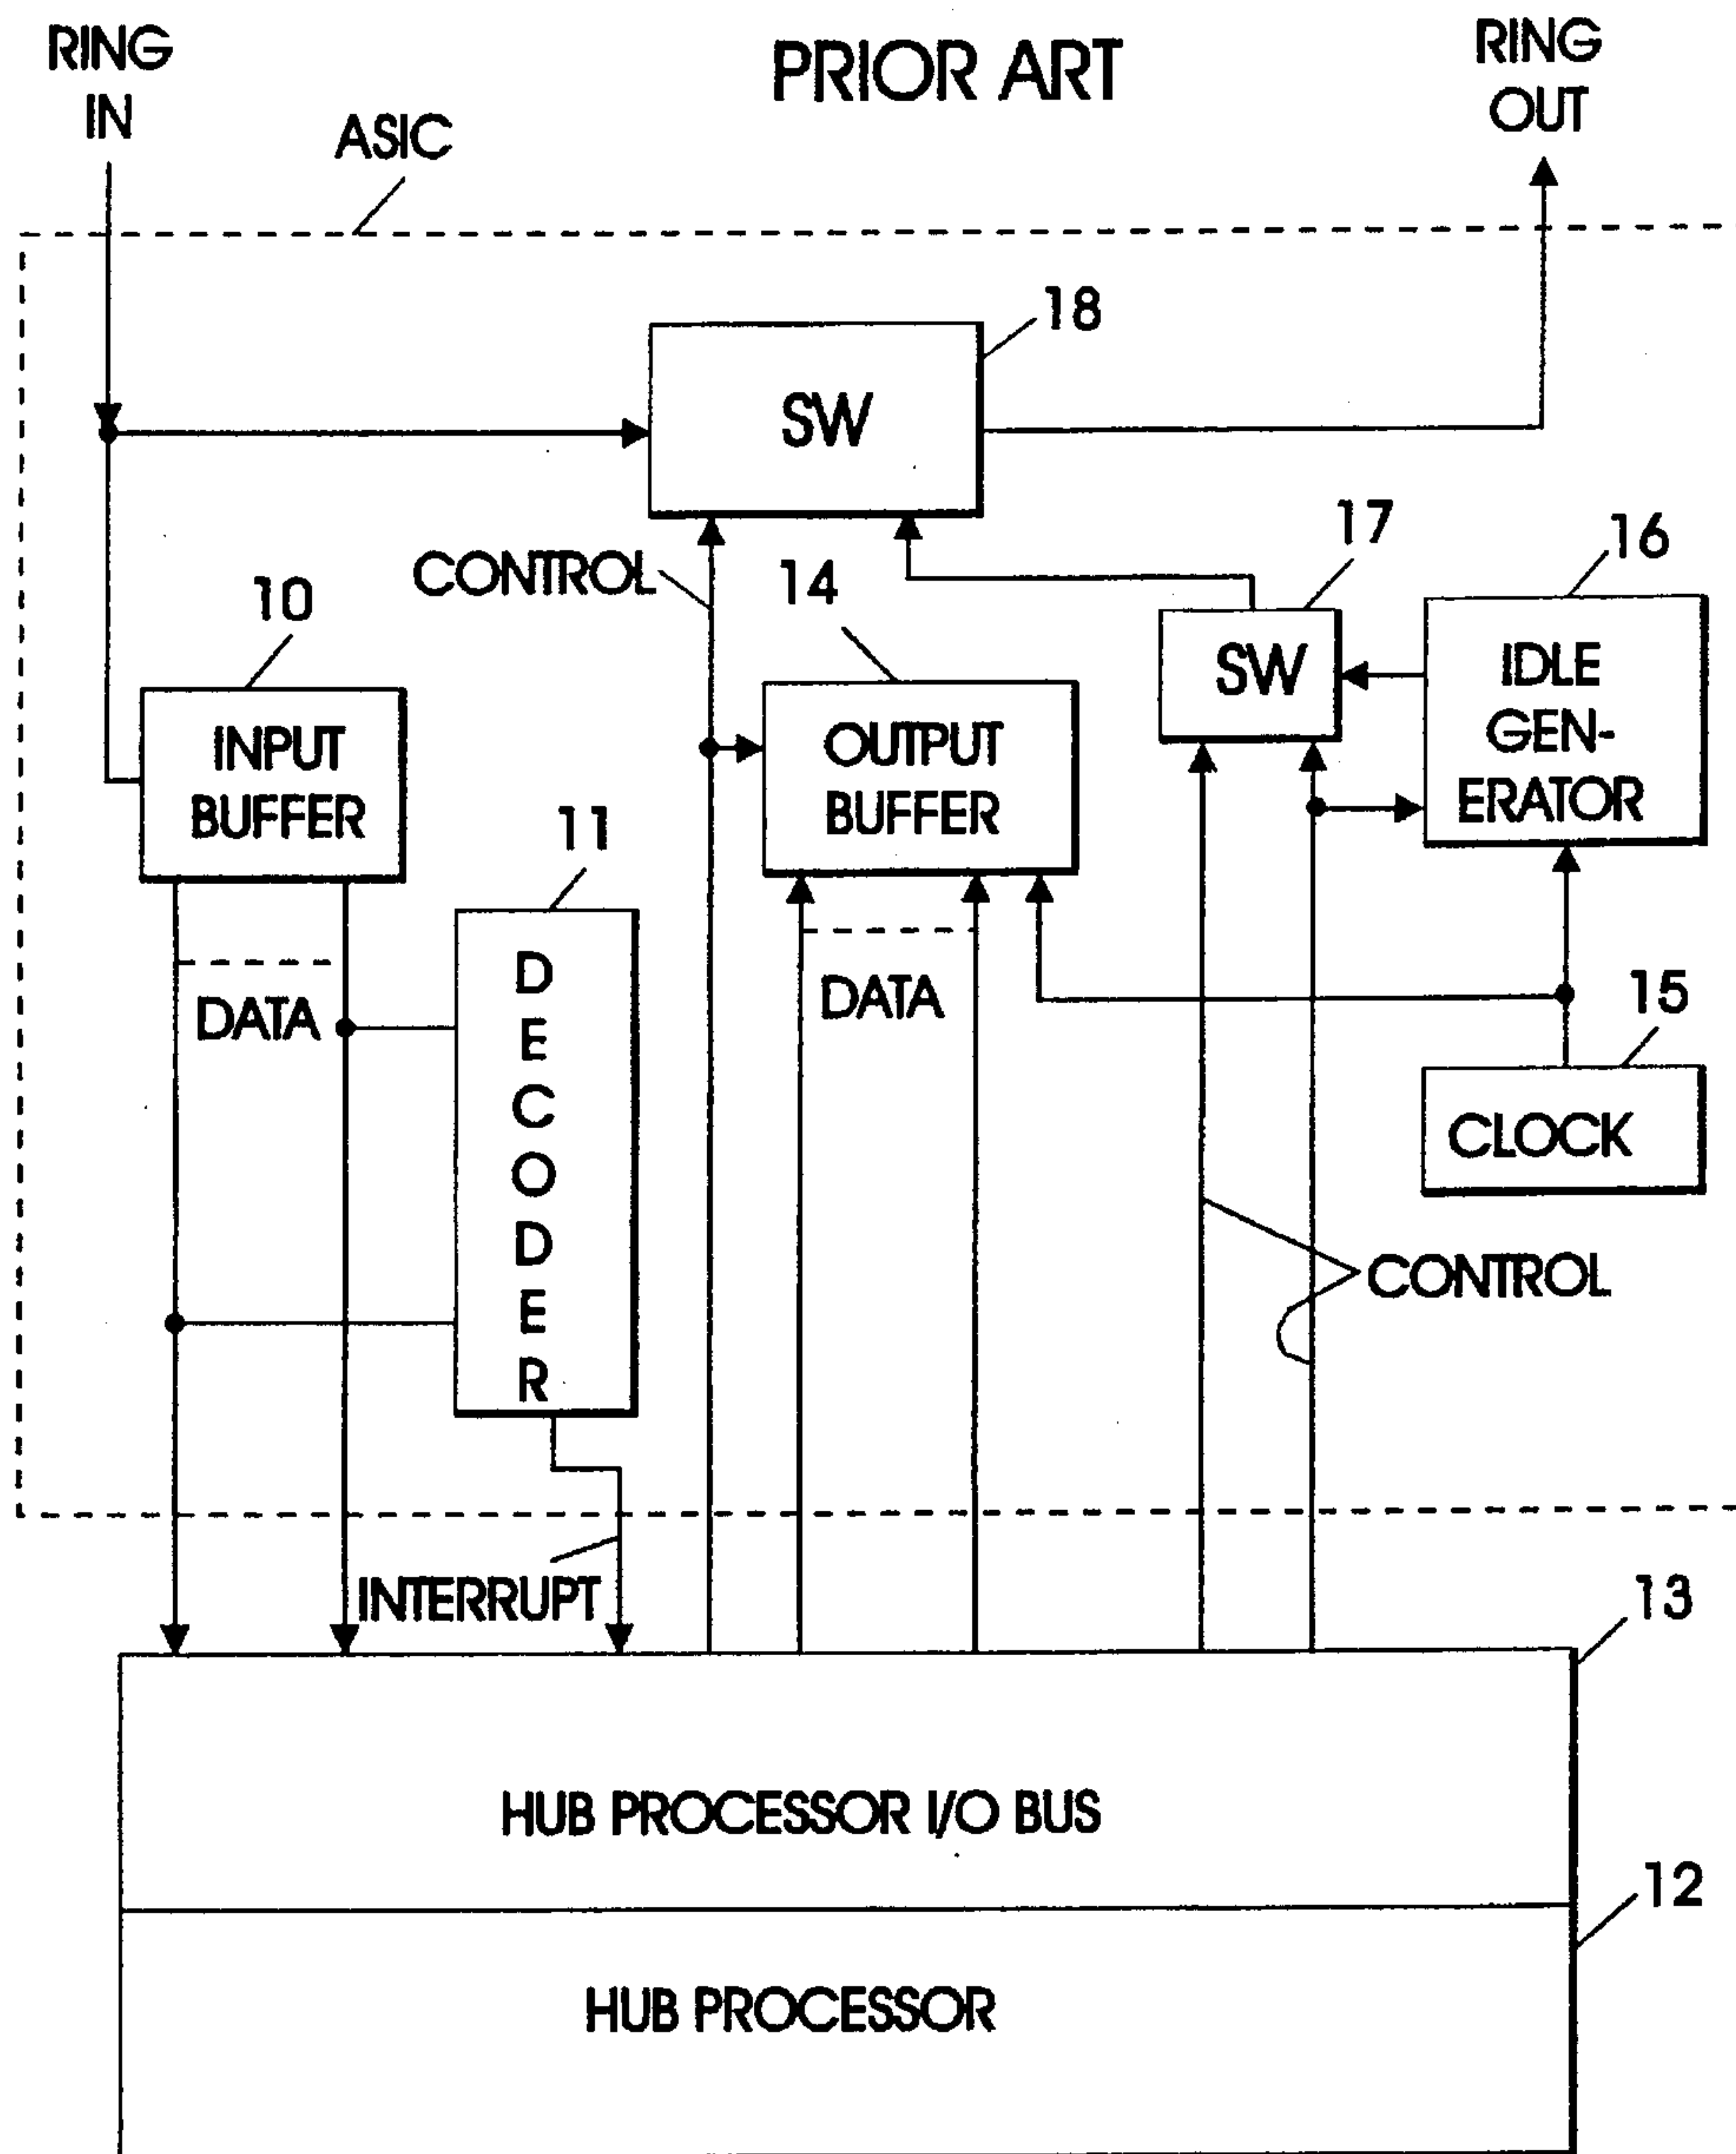 RING
IN
PRIOR ART
RING
OUT
ASIC
18
SW
17
16
CONTROL
14
10
IDLE
GEN-
ERATOR
SW
INPUT
BUFFER
OUTPUT
BUFFER
11
D
E
C
O
D
E
R
DATA
DATA
15
CLOCK
CONTROL
INTERRUPT
13
HUB PROCESSOR I/O BUS
12
HUB PROCESSOR